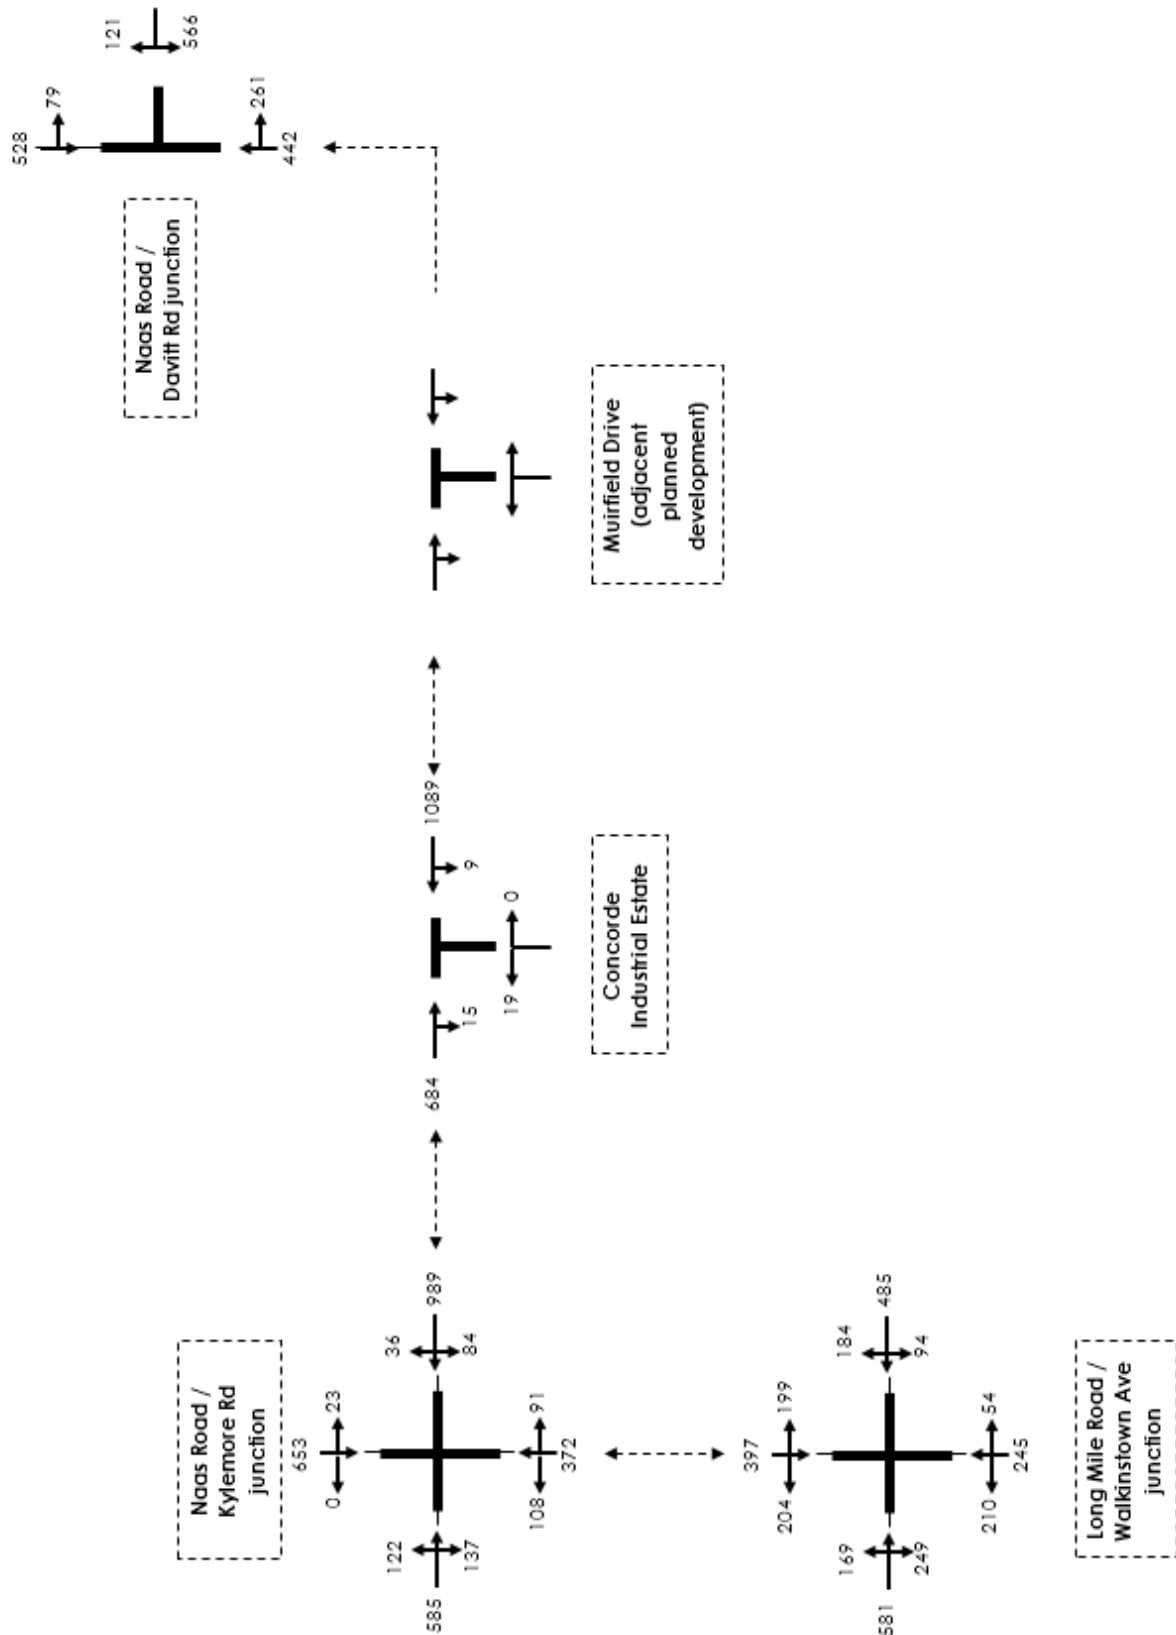 Naas Road /
Kylemore Rd
junction
653
0
23
122
585
137
36
989
84
108
91
372
Long Mile Road /
Walkinstown Ave
junction
397
204
199
169
581
249
184
485
94
210
54
245
Concorde
Industrial Estate
684
15
1089
9
19
0
Muirfield Drive
(adjacent
planned
development)
Naas Road /
Davitt Rd junction
528
79
121
566
261
442